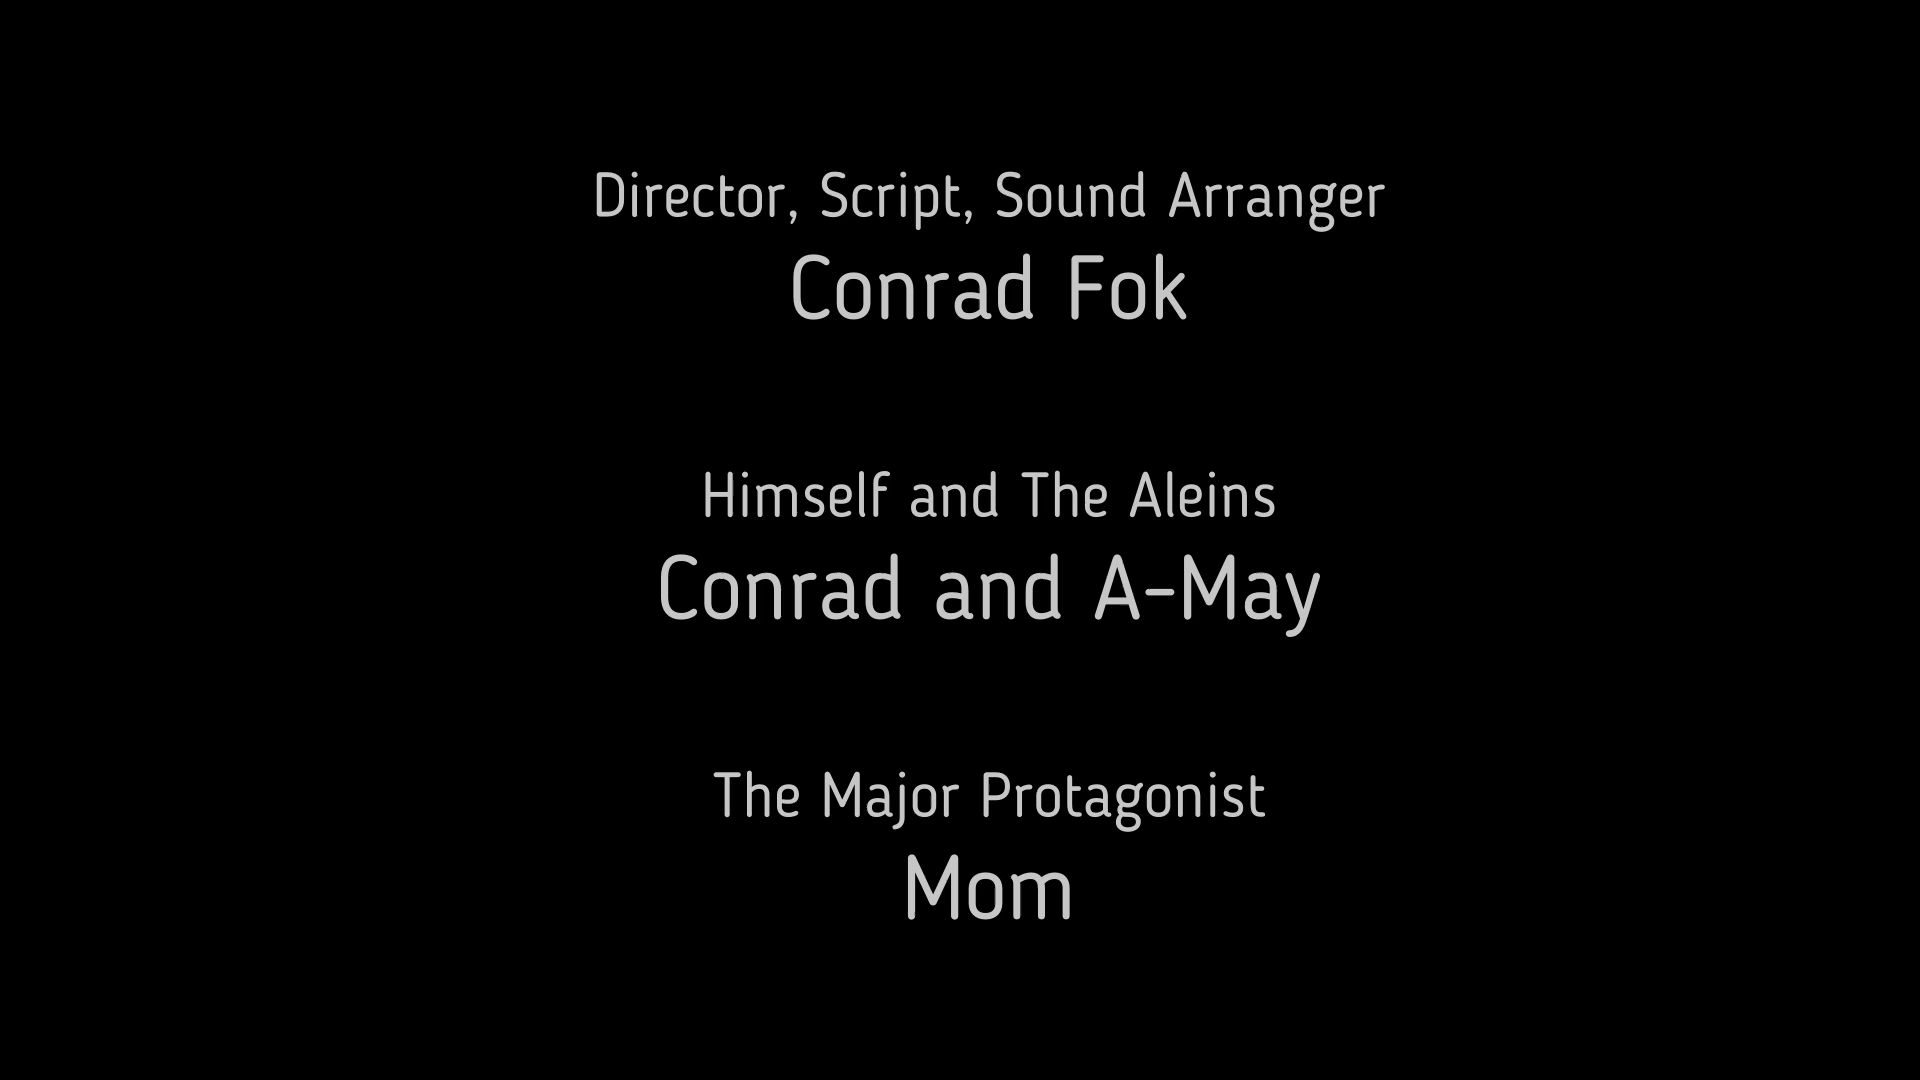 Director, Script, Sound Arranger
Conrad Fok
Himself and The Aleins
Conrad and A-May
The Major Protagonist
Mom